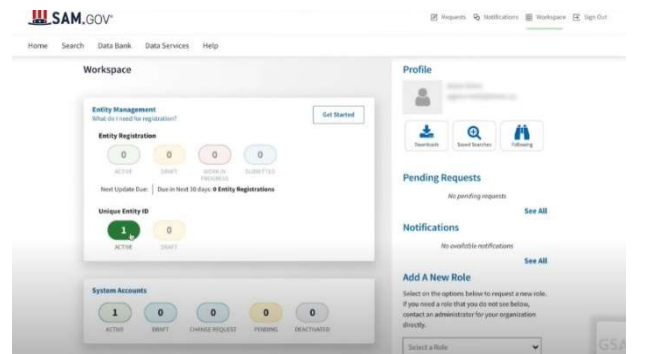 SAM.GOV®
Requests Notifications Workspace Sign Out
Home Search Data Bank Data Services Help
Workspace
Entity Management
What do I need for registration?
Get Started
Entity Registration
0 0 0 0
ACTIVE DRAFT WORK IN PROGRESS SUBMITTED
Next Update Due: Due in Next 30 days: 0 Entity Registrations
Unique Entity ID
1 0
ACTIVE DRAFT
System Accounts
1 0 0 0 0
ACTIVE DRAFT CHANGE REQUEST PENDING DEACTIVATED
Profile
Downloads Saved Searches Following
Pending Requests
No pending requests
See All
Notifications
No available notifications
See All
Add A New Role
Select on the options below to request a new role.
If you need a role that you do not see below,
contact an administrator for your organization
directly.
Select a Role
GSA